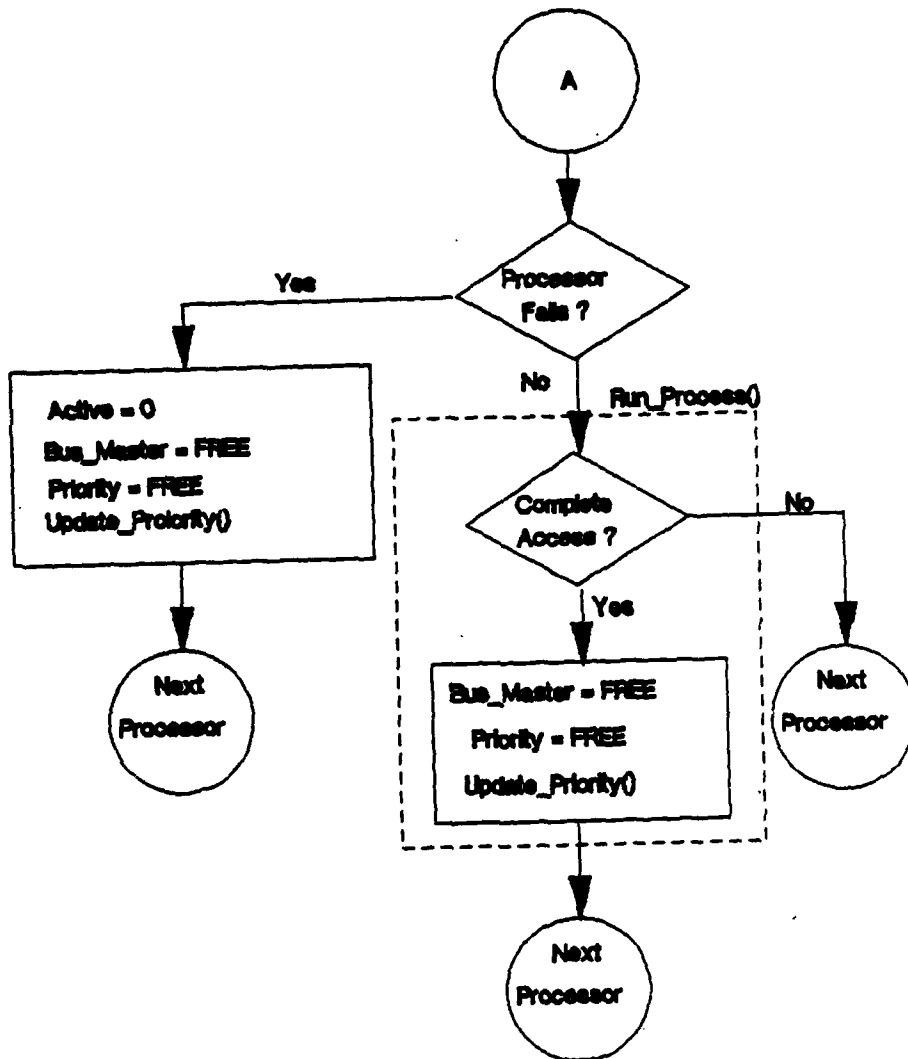 A
Processor
Fails ?
Yes
No
Run_Process()
Active = 0
Bus_Master = FREE
Priority = FREE
Update_Proiority()
Complete
Access ?
No
Yes
Bus_Master = FREE
Priority = FREE
Update_Priority()
Next
Processor
Next
Processor
Next
Processor